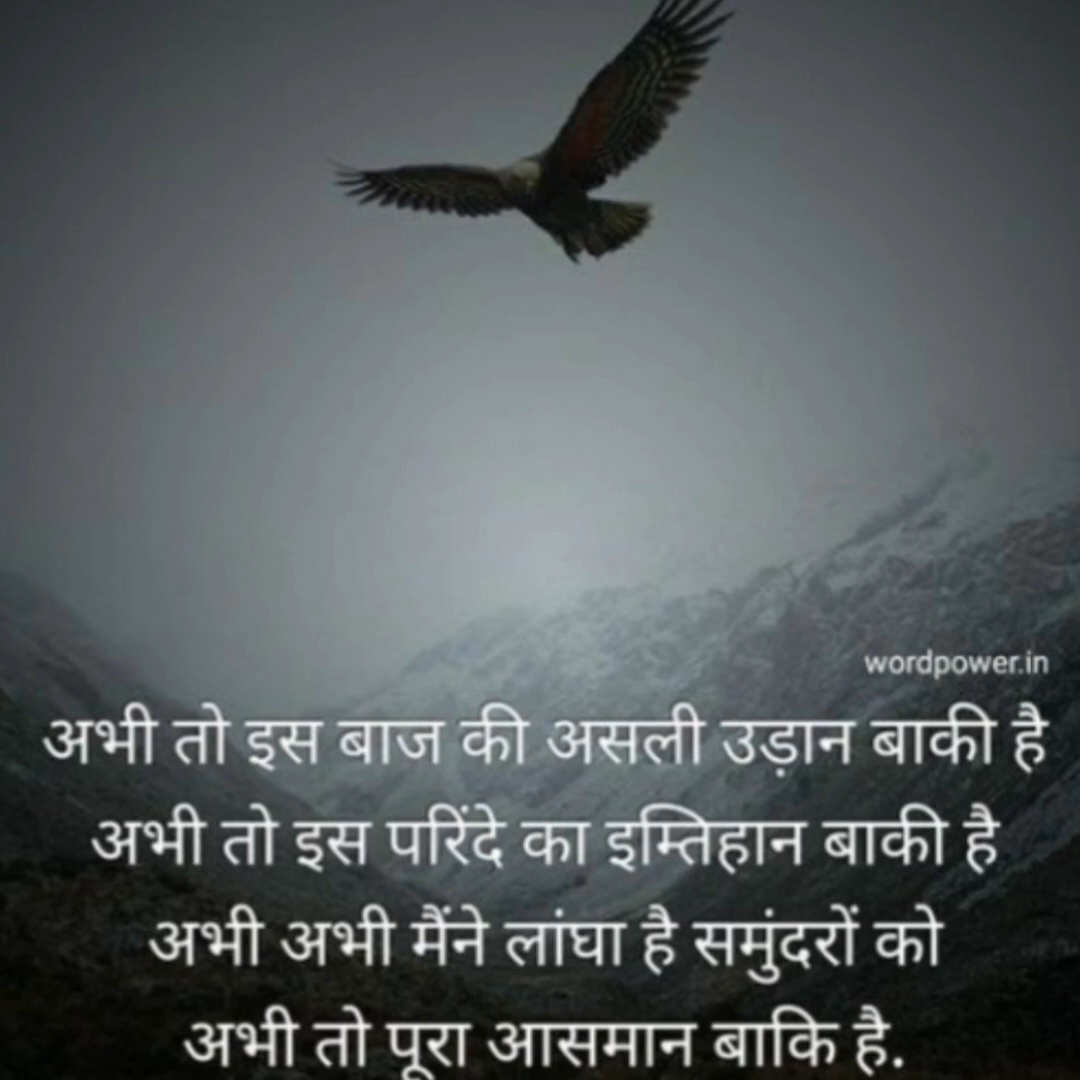 wordpower.in
अभी तो इस बाज की असली उड़ान बाकी है
अभी तो इस परिंदे का इम्तिहान बाकी है
अभी अभी मैंने लांघा है समुंदरों को
अभी तो पूरा आसमान बाकि है.